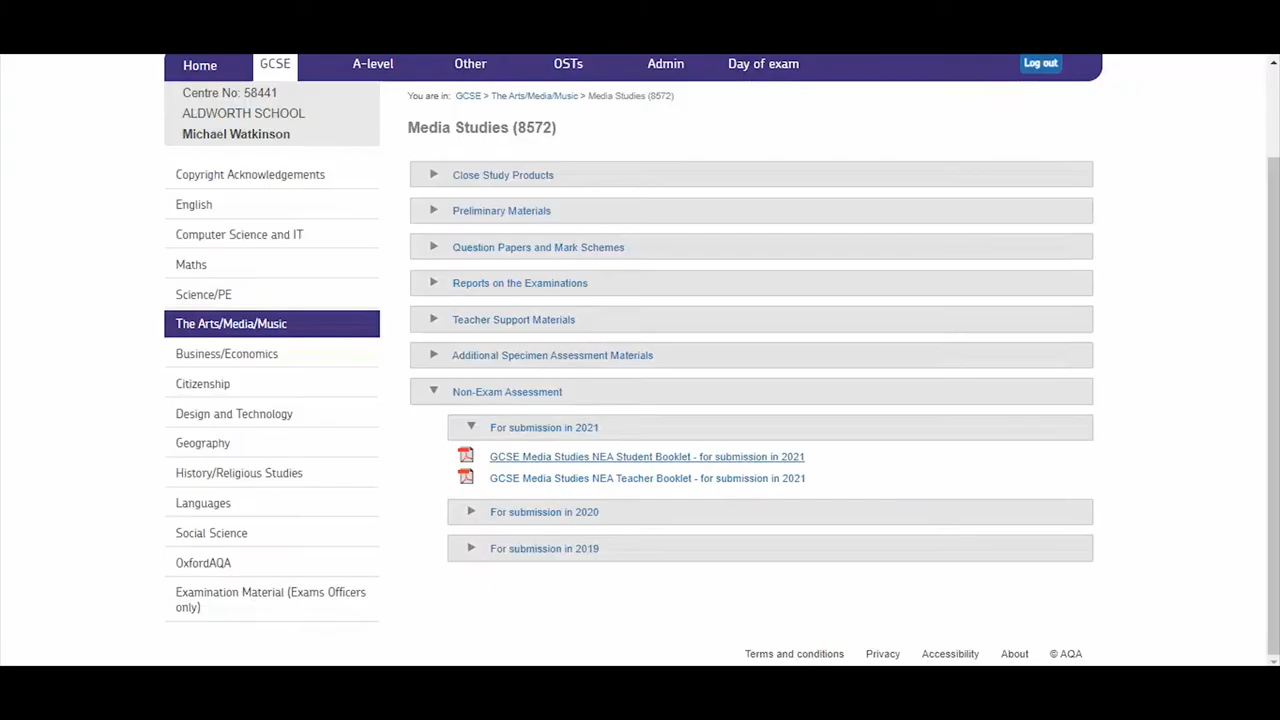 Home GCSE A-level Other OSTs Admin Day of exam Log out
Centre No: 58441
ALDWORTH SCHOOL
Michael Watkinson
Copyright Acknowledgements
English
Computer Science and IT
Maths
Science/PE
The Arts/Media/Music
Business/Economics
Citizenship
Design and Technology
Geography
History/Religious Studies
Languages
Social Science
OxfordAQA
Examination Material (Exams Officers
only)
You are in: GCSE > The Arts/Media/Music > Media Studies (8572)
Media Studies (8572)
Close Study Products
Preliminary Materials
Question Papers and Mark Schemes
Reports on the Examinations
Teacher Support Materials
Additional Specimen Assessment Materials
Non-Exam Assessment
For submission in 2021
GCSE Media Studies NEA Student Booklet - for submission in 2021
GCSE Media Studies NEA Teacher Booklet - for submission in 2021
For submission in 2020
For submission in 2019
Terms and conditions Privacy Accessibility About © AQA